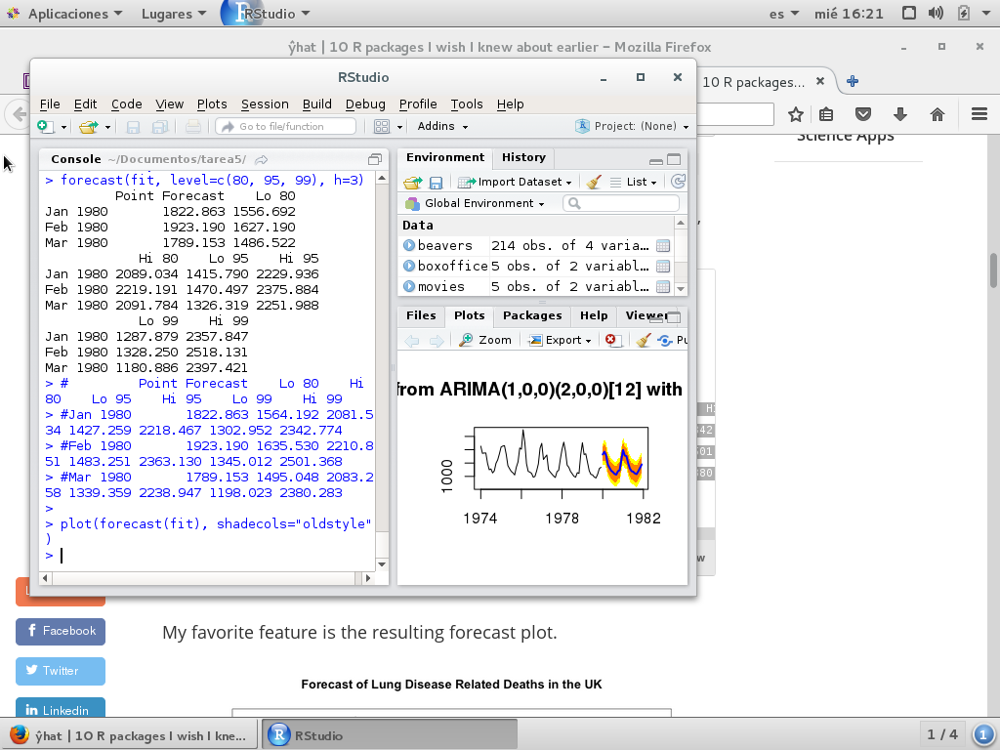 Aplicaciones
Lugares
RStudio
es
mié 16:21
ŷhat | 10 R packages I wish I knew about earlier – Mozilla Firefox
10 R packages...
RStudio
File Edit Code View Plots Session Build Debug Profile Tools Help
Go to file/function
Addins
Project: (None)
Console ~/Documentos/tarea5/
> forecast(fit, level=c(80, 95, 99), h=3)
Point Forecast Lo 80
Jan 1980 1822.863 1556.692
Feb 1980 1923.190 1627.190
Mar 1980 1789.153 1486.522
Hi 80 Lo 95 Hi 95
Jan 1980 2089.034 1415.790 2229.936
Feb 1980 2219.191 1470.497 2375.884
Mar 1980 2091.784 1326.319 2251.988
Lo 99 Hi 99
Jan 1980 1287.879 2357.847
Feb 1980 1328.250 2518.131
Mar 1980 1180.886 2397.421
> # Point Forecast Lo 80 Hi
80 Lo 95 Hi 95 Lo 99 Hi 99
> #Jan 1980 1822.863 1564.192 2081.5
34 1427.259 2218.467 1302.952 2342.774
> #Feb 1980 1923.190 1635.530 2210.8
51 1483.251 2363.130 1345.012 2501.368
> #Mar 1980 1789.153 1495.048 2083.2
58 1339.359 2238.947 1198.023 2380.283
>
> plot(forecast(fit), shadecols="oldstyle"
)
>
Environment History
Import Dataset
List
Global Environment
Data
beavers 214 obs. of 4 varia...
boxoffice 5 obs. of 2 variabl...
movies 5 obs. of 2 variabl...
Files Plots Packages Help Viewer
Zoom
Export
Pu
from ARIMA(1,0,0)(2,0,0)[12] with
1000
1974 1978 1982
Science Apps
H
342
501
380
w
Facebook
Twitter
Linkedin
My favorite feature is the resulting forecast plot.
Forecast of Lung Disease Related Deaths in the UK
ŷhat | 10 R packages I wish I kne...
RStudio
1 / 4
1